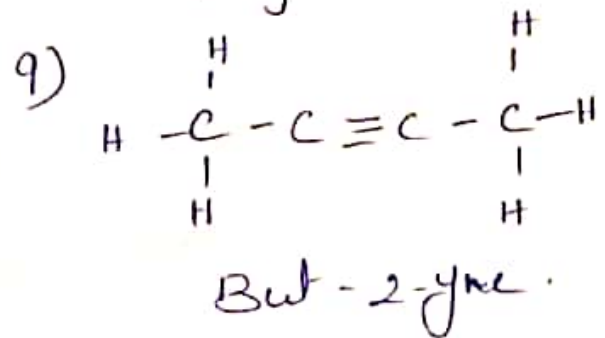 9)
H H
H - C - C ≡ C - C - H
H H
But - 2 - yne .